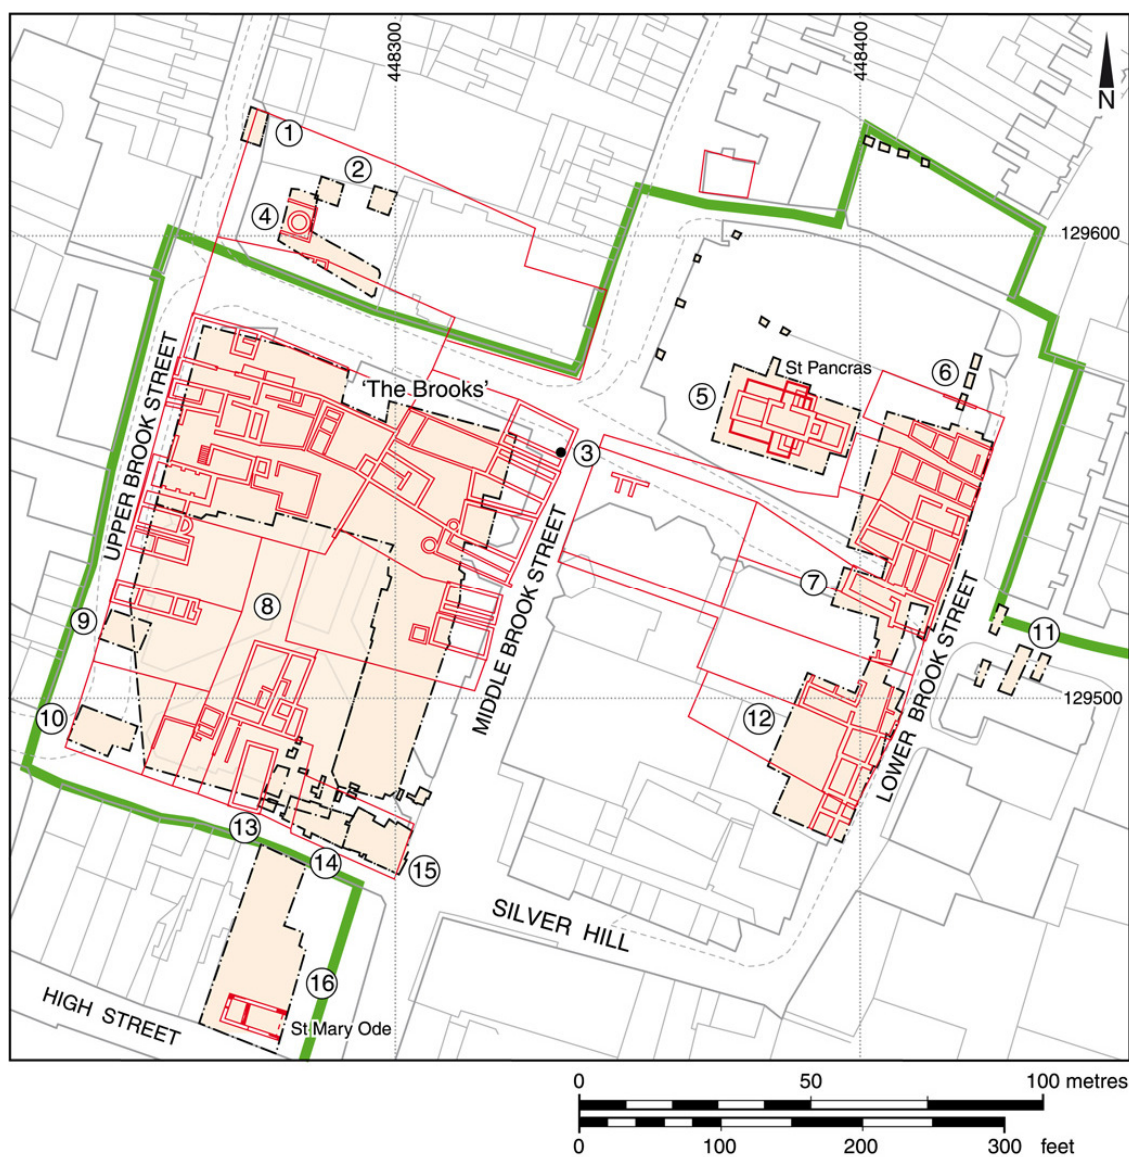 448300
448400
N
1
2
4
129600
St Pancras
6
5
'The Brooks'
3
UPPER BROOK STREET
MIDDLE BROOK STREET
7
8
9
11
LOWER BROOK STREET
129500
10
12
13
14
15
SILVER HILL
16
HIGH STREET
St Mary Ode
0 50 100 metres
0 100 200 300 feet